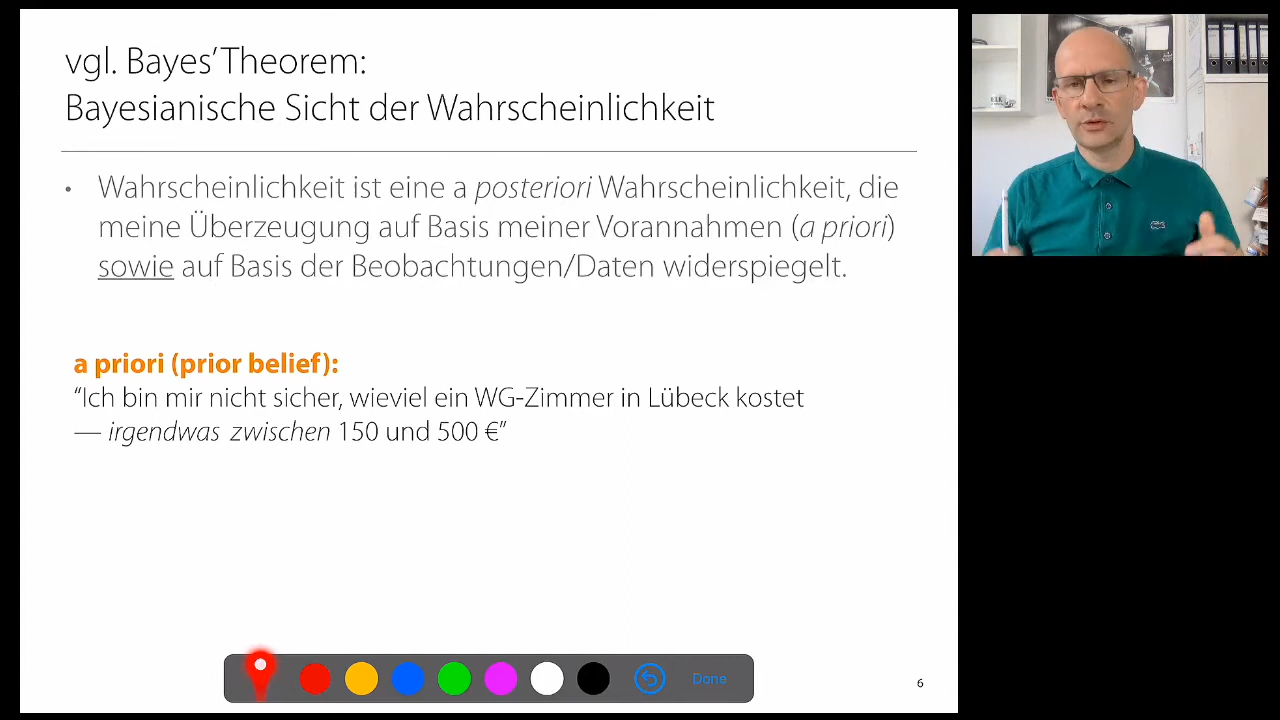 vgl. Bayes’ Theorem:
Bayesianische Sicht der Wahrscheinlichkeit
• Wahrscheinlichkeit ist eine a posteriori Wahrscheinlichkeit, die
meine Überzeugung auf Basis meiner Vorannahmen (a priori)
sowie auf Basis der Beobachtungen/Daten widerspiegelt.
a priori (prior belief):
“Ich bin mir nicht sicher, wieviel ein WG-Zimmer in Lübeck kostet
— irgendwas zwischen 150 und 500 €”
Done
6